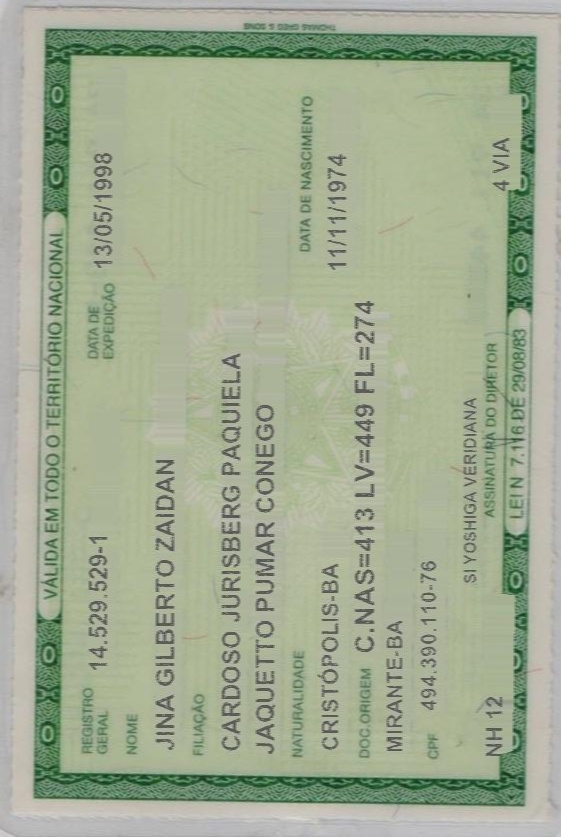 VÁLIDA EM TODO O TERRITÓRIO NACIONAL
REGISTRO GERAL 14.529.529-1 DATA DE EXPEDIÇÃO 13/05/1998
NOME
JINA GILBERTO ZAIDAN
FILIAÇÃO
CARDOSO JURISBERG PAQUIELA
JAQUETTO PUMAR CONEGO
NATURALIDADE DATA DE NASCIMENTO
CRISTÓPOLIS-BA 11/11/1974
DOC.ORIGEM C.NAS=413 LV=449 FL=274
MIRANTE-BA
CPF 494.390.110-76
SI YOSHIGA VERIDIANA
ASSINATURA DO DIRETOR
NH 12 4 VIA
LEI N 7.116 DE 29/08/83
THOMAS GREG & SONS